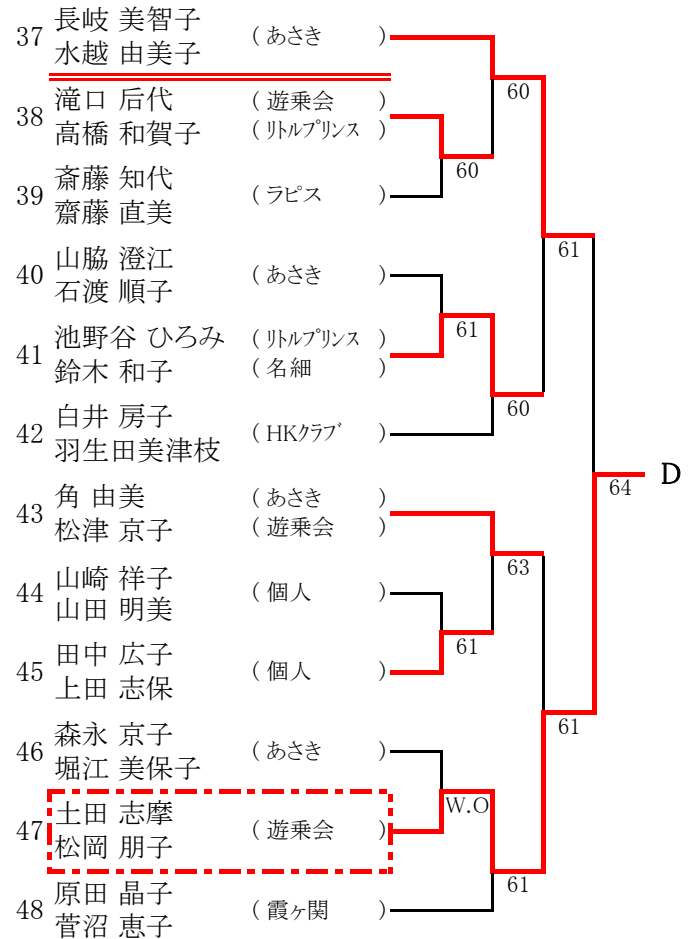 37 長岐 美智子 (あさき)
水越 由美子
60
38 滝口 后代 (遊乗会)
高橋 和賀子 (リトルプリンス)
60
39 斎藤 知代 (ラピス)
齋藤 直美
61
40 山脇 澄江 (あさき)
石渡 順子
61
41 池野谷 ひろみ (リトルプリンス)
鈴木 和子 (名細)
60
42 白井 房子 (HKクラブ)
羽生田美津枝
64 D
43 角 由美 (あさき)
松津 京子 (遊乗会)
63
44 山崎 祥子 (個人)
山田 明美
61
45 田中 広子 (個人)
上田 志保
61
46 森永 京子 (あさき)
堀江 美保子
W.O
47 土田 志摩 (遊乗会)
松岡 朋子
61
48 原田 晶子 (霞ヶ関)
菅沼 恵子